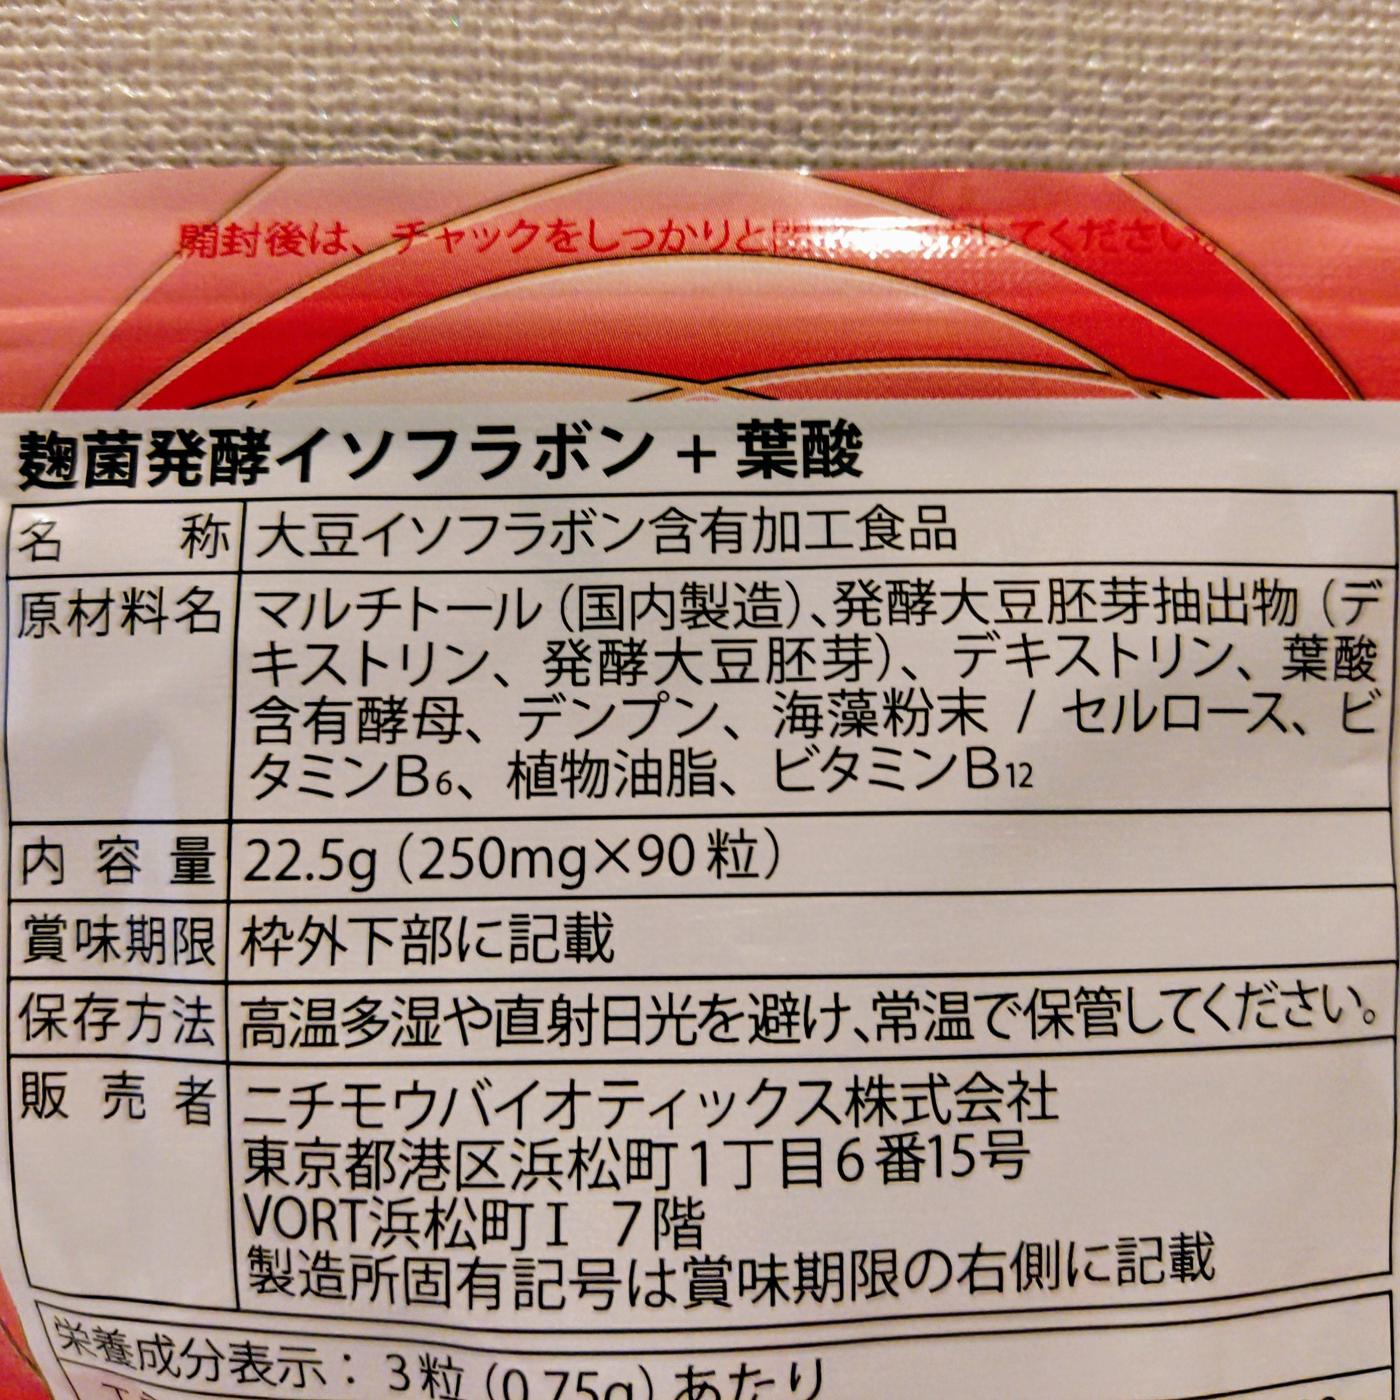 開封後は、チャックをしっかりと てください。
麹菌発酵イソフラボン + 葉酸
名 称 大豆イソフラボン含有加工食品
原材料名 マルチトール（国内製造）、発酵大豆胚芽抽出物（デ
キストリン、発酵大豆胚芽）、デキストリン、葉酸
含有酵母、デンプン、海藻粉末 / セルロース、ビ
タミンB6、植物油脂、ビタミンB12
内 容 量 22.5g（250mg×90粒）
賞味期限 枠外下部に記載
保存方法 高温多湿や直射日光を避け、常温で保管してください。
販 売 者 ニチモウバイオティックス株式会社
東京都港区浜松町1丁目6番15号
VORT浜松町I 7階
製造所固有記号は賞味期限の右側に記載
栄養成分表示：3粒（0.75g）あたり